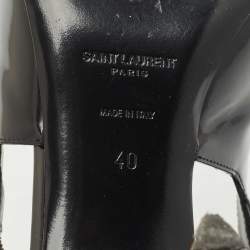 SAINT LAURENT
PARIS
MADE IN ITALY
40